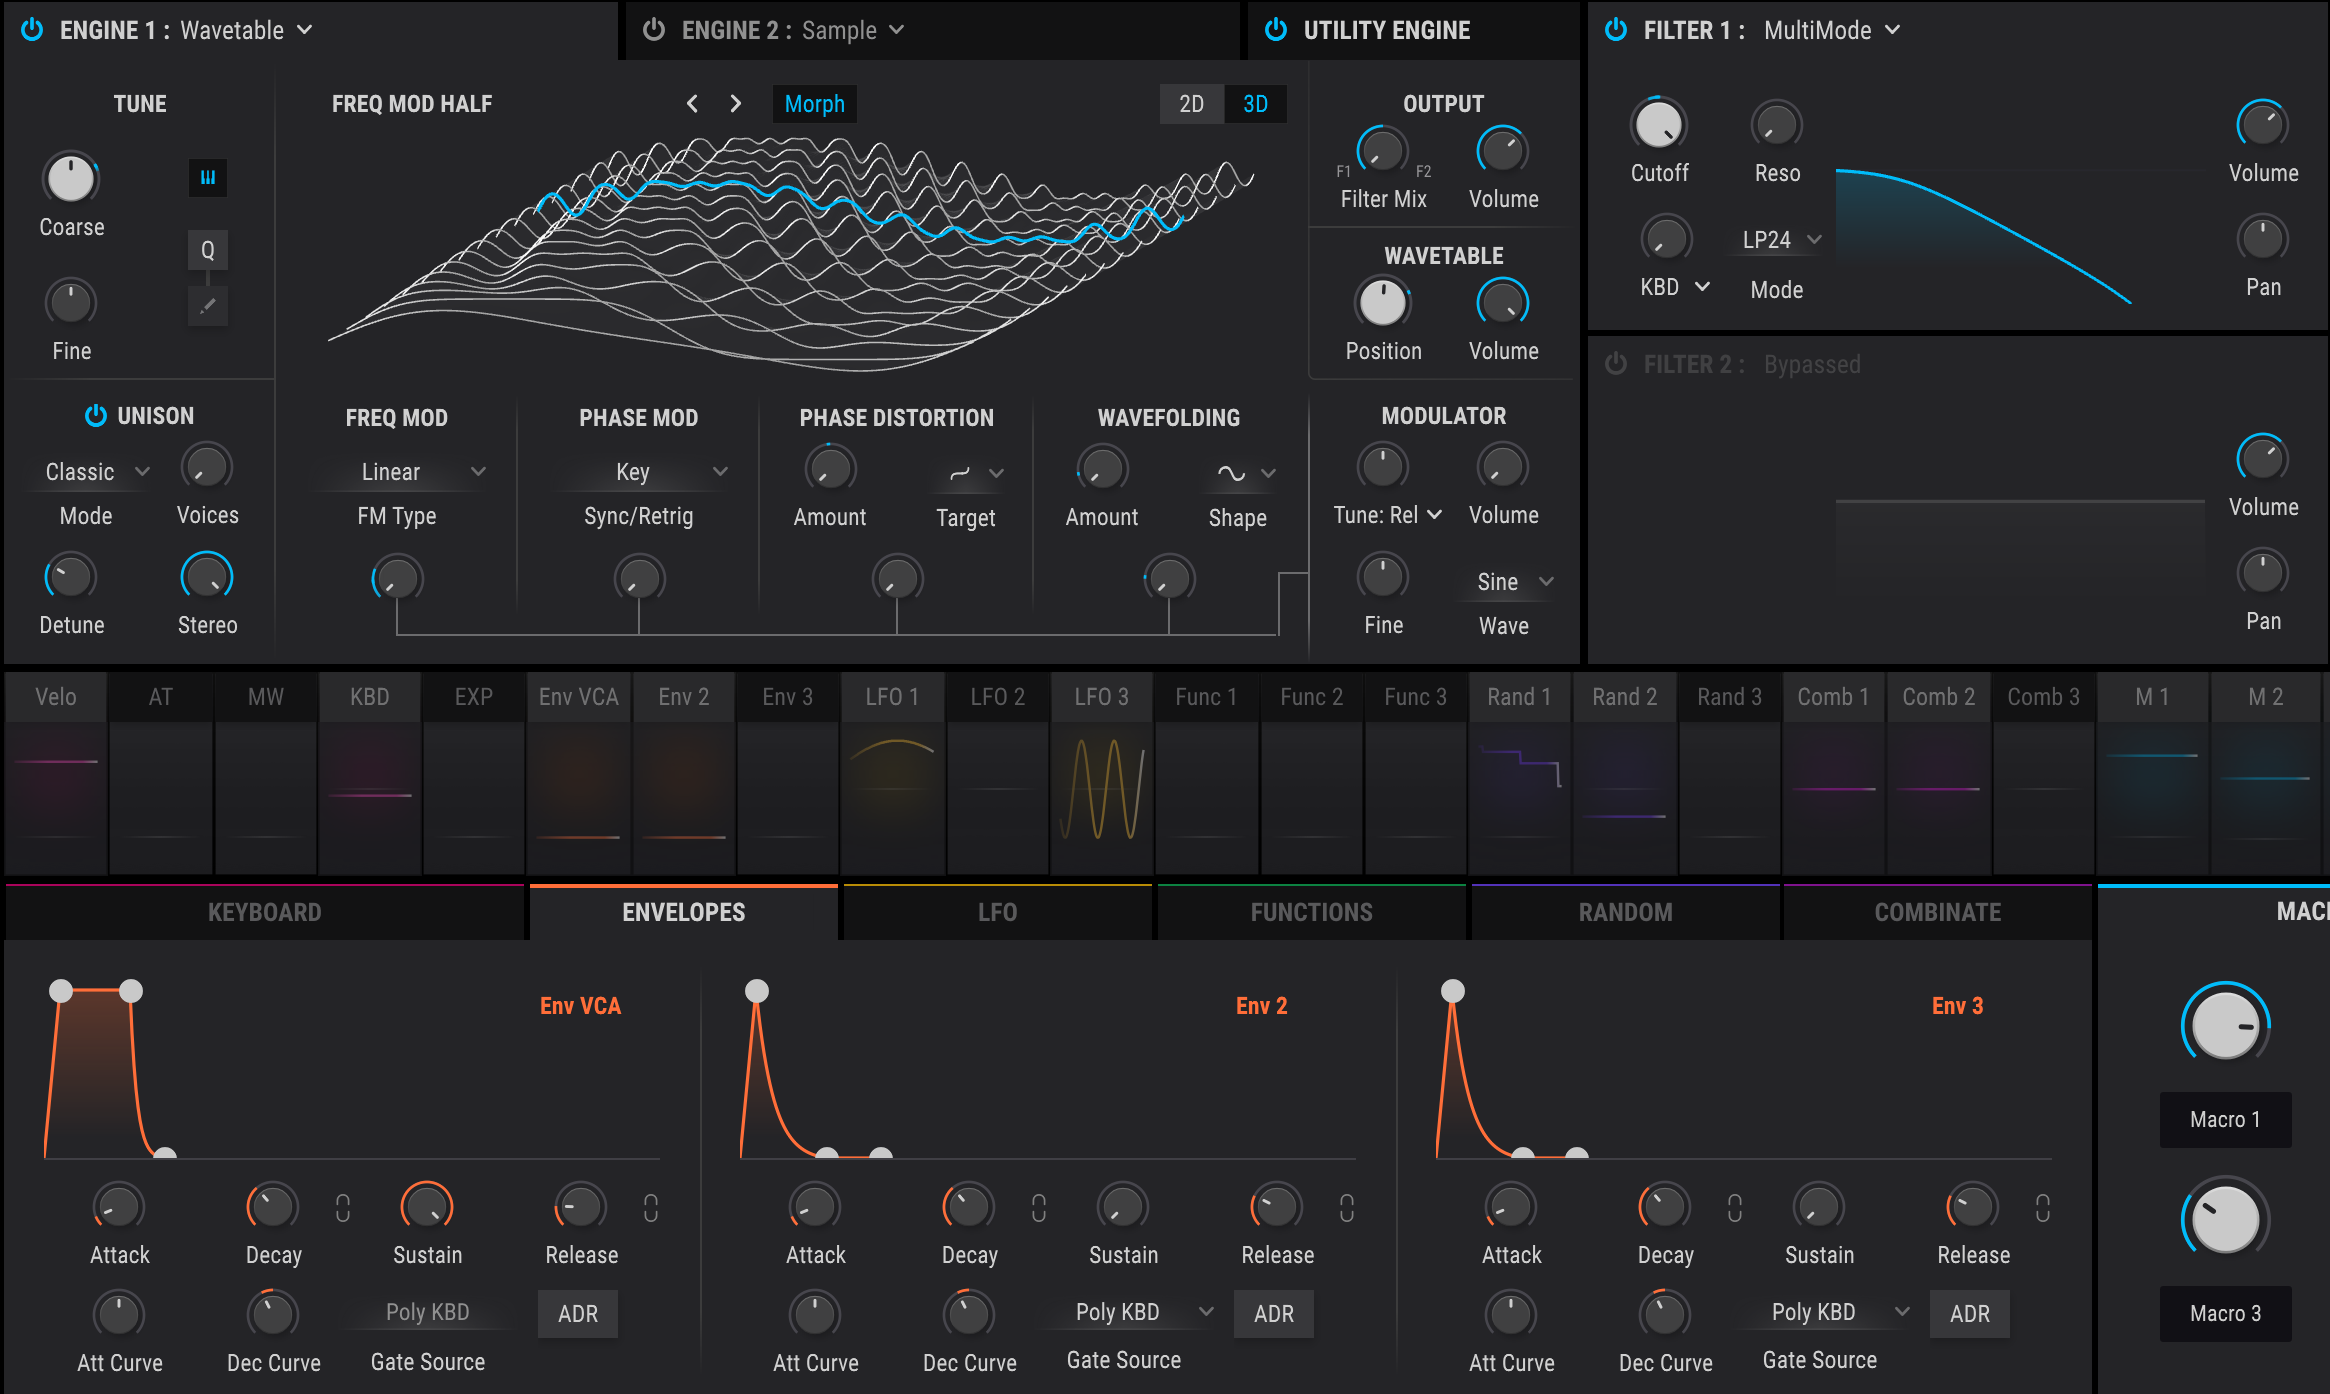 ENGINE 1 : Wavetable
ENGINE 2 : Sample
UTILITY ENGINE
FILTER 1 : MultiMode
TUNE
Coarse
Q
Fine
FREQ MOD HALF
Morph
2D 3D
OUTPUT
F1 F2
Filter Mix Volume
WAVETABLE
Position Volume
Cutoff Reso
KBD
LP24
Mode
Volume
Pan
FILTER 2 : Bypassed
Volume
Pan
UNISON
Classic
Mode Voices
Detune Stereo
FREQ MOD
Linear
FM Type
PHASE MOD
Key
Sync/Retrig
PHASE DISTORTION
Amount Target
WAVEFOLDING
Amount Shape
MODULATOR
Tune: Rel Volume
Sine
Fine Wave
Velo AT MW KBD EXP Env VCA Env 2 Env 3 LFO 1 LFO 2 LFO 3 Func 1 Func 2 Func 3 Rand 1 Rand 2 Rand 3 Comb 1 Comb 2 Comb 3 M 1 M 2
KEYBOARD ENVELOPES LFO FUNCTIONS RANDOM COMBINATE MAC
Env VCA
Attack Decay Sustain Release
Poly KBD ADR
Att Curve Dec Curve Gate Source
Env 2
Attack Decay Sustain Release
Poly KBD ADR
Att Curve Dec Curve Gate Source
Env 3
Attack Decay Sustain Release
Poly KBD ADR
Att Curve Dec Curve Gate Source
Macro 1
Macro 3